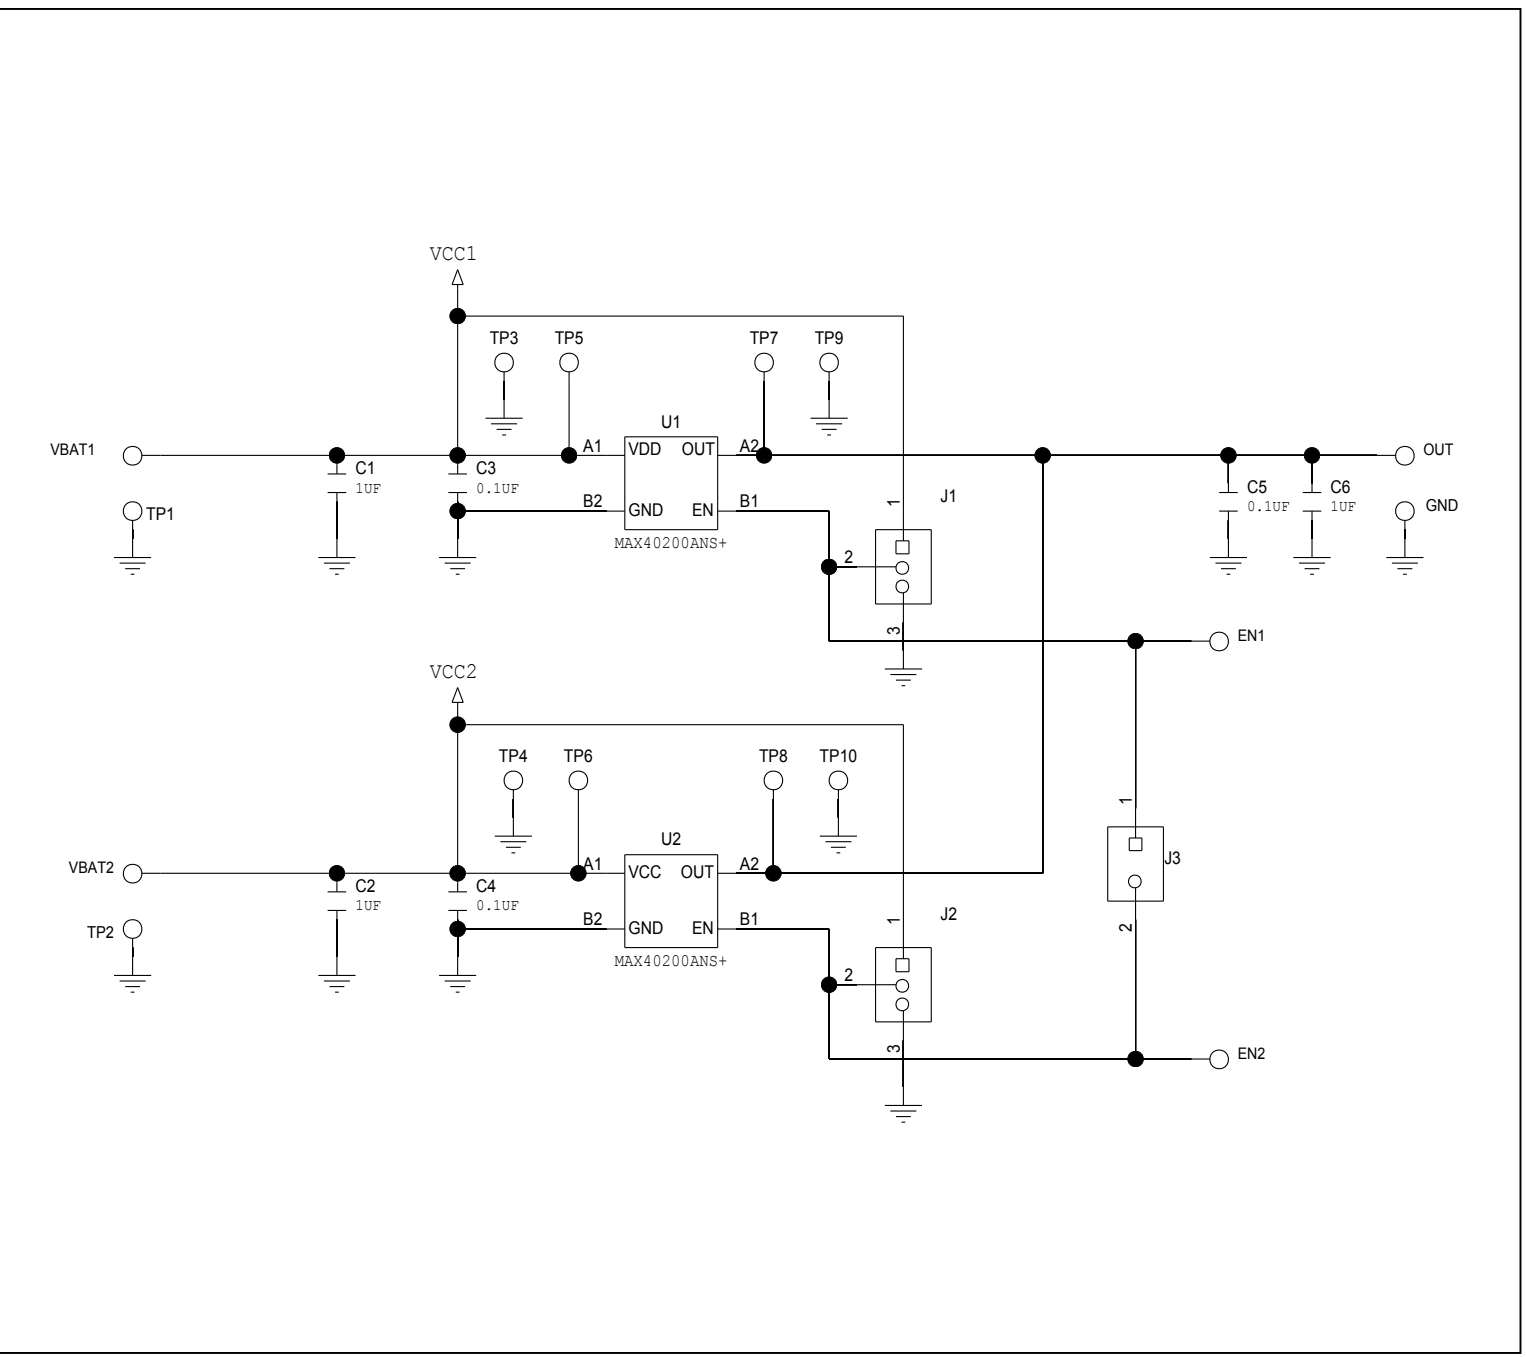 VCC1
TP3 TP5 TP7 TP9
U1
VBAT1 A1 VDD OUT A2 OUT
C1 C3 C5 C6
1UF 0.1UF 0.1UF 1UF
J1
1
TP1 B2 GND EN B1 GND
MAX40200ANS+
2
3
EN1
VCC2
TP4 TP6 TP8 TP10
1
U2
J3
VBAT2 A1 VCC OUT A2
C2 C4
1UF 0.1UF
J2
1
2
TP2 B2 GND EN B1
MAX40200ANS+
2
3
EN2